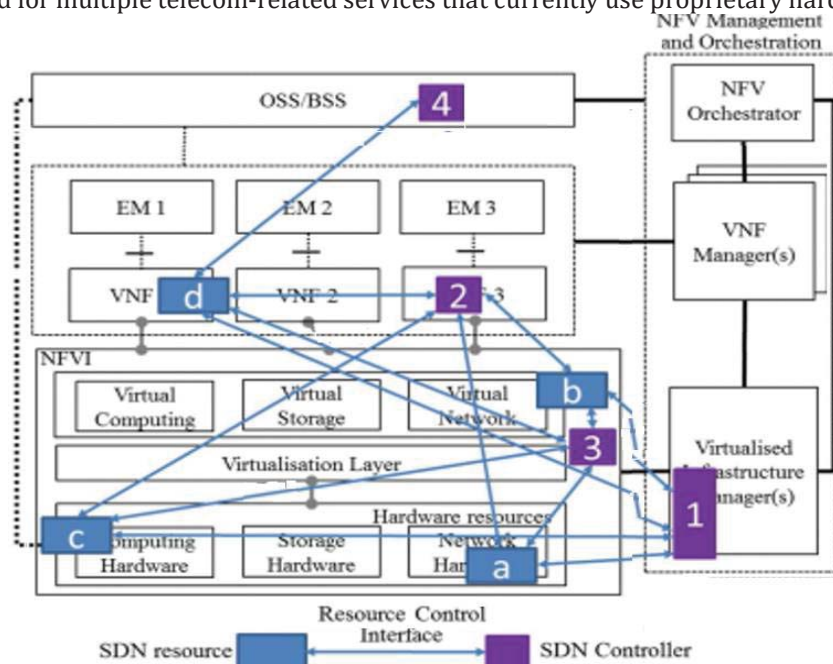 d for multiple telecom-related services that currently use proprietary hard
NFV Management
and Orchestration
OSS/BSS
4
NFV
Orchestrator
EM 1
EM 2
EM 3
VNF
Manager(s)
VNF
d
VNF 2
2
3
NFVI
Virtual
Computing
Virtual
Storage
Virtual
Network
b
3
Virtualisation Layer
Virtualised
Infrastructure
Manager(s)
1
Hardware resources
c
Computing
Hardware
Storage
Hardware
Network
Har
a
Resource Control
Interface
SDN resource
SDN Controller